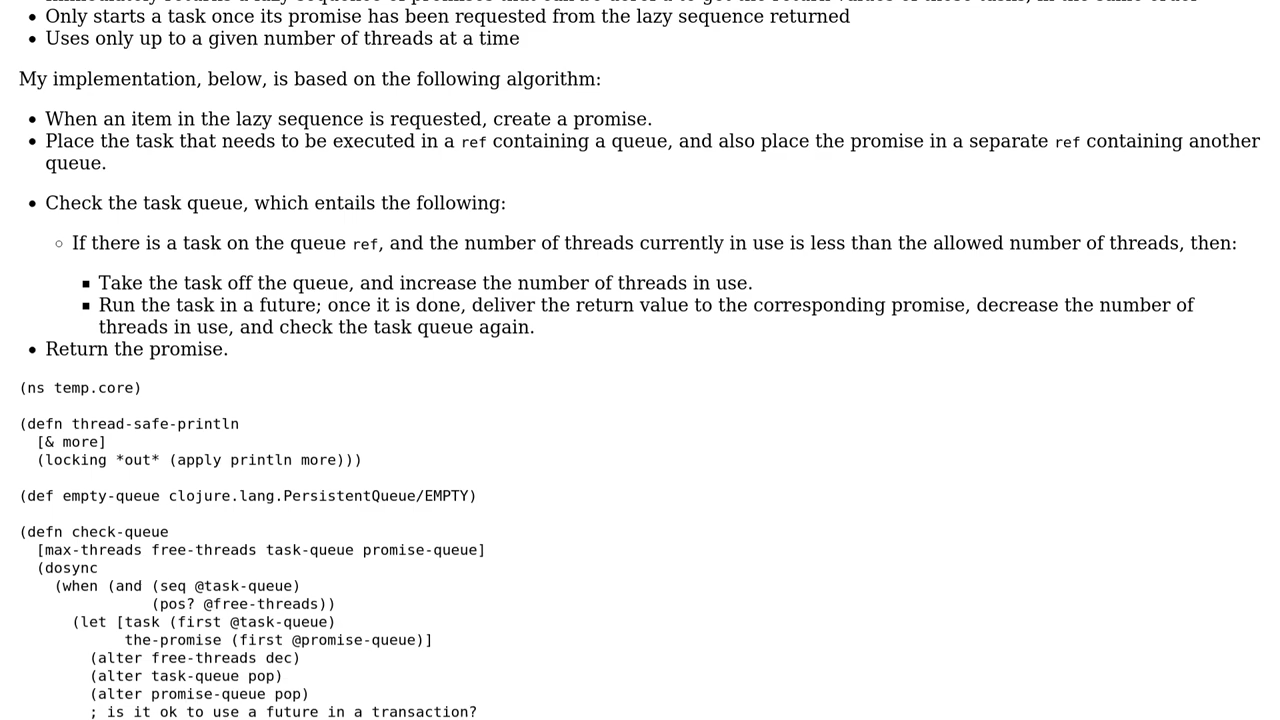 Only starts a task once its promise has been requested from the lazy sequence returned
Uses only up to a given number of threads at a time
My implementation, below, is based on the following algorithm:
When an item in the lazy sequence is requested, create a promise.
Place the task that needs to be executed in a ref containing a queue, and also place the promise in a separate ref containing another
queue.
Check the task queue, which entails the following:
If there is a task on the queue ref, and the number of threads currently in use is less than the allowed number of threads, then:
Take the task off the queue, and increase the number of threads in use.
Run the task in a future; once it is done, deliver the return value to the corresponding promise, decrease the number of
threads in use, and check the task queue again.
Return the promise.
(ns temp.core)
(defn thread-safe-println
[& more]
(locking *out* (apply println more)))
(def empty-queue clojure.lang.PersistentQueue/EMPTY)
(defn check-queue
[max-threads free-threads task-queue promise-queue]
(dosync
(when (and (seq @task-queue)
(pos? @free-threads))
(let [task (first @task-queue)
the-promise (first @promise-queue)]
(alter free-threads dec)
(alter task-queue pop)
(alter promise-queue pop)
; is it ok to use a future in a transaction?